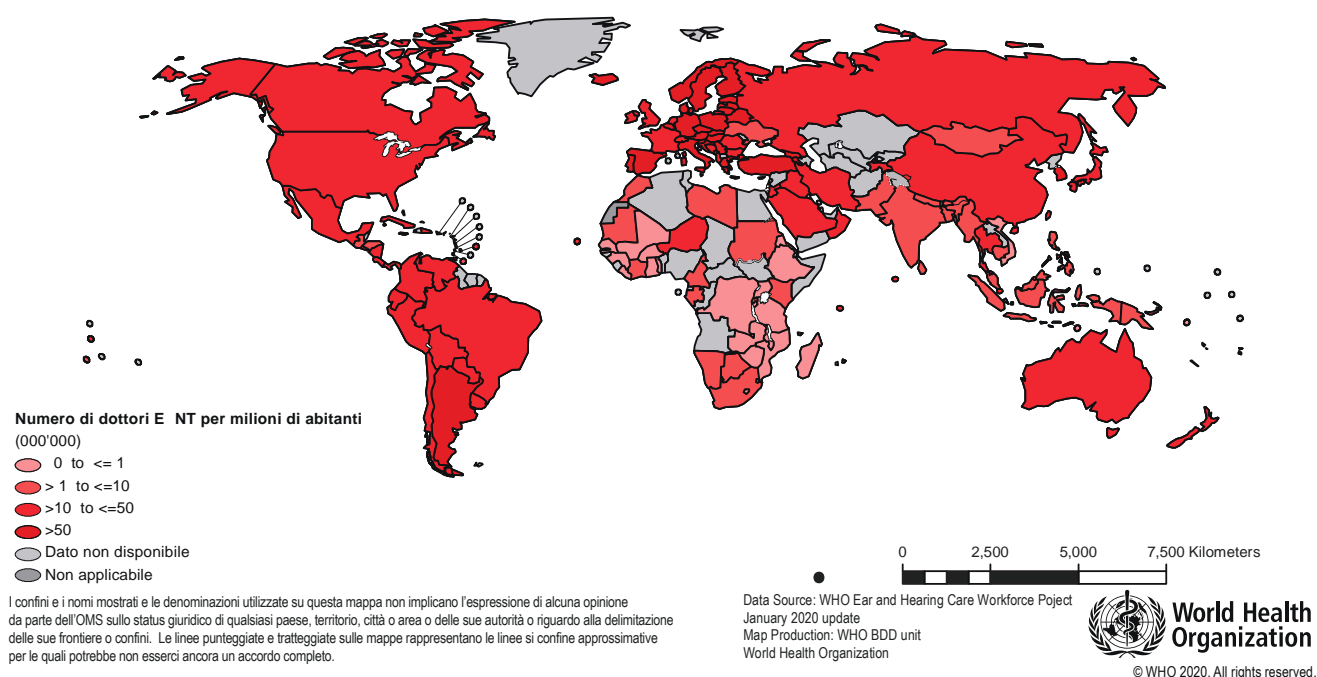 Numero di dottori E NT per milioni di abitanti
(000'000)
0 to <= 1
> 1 to <=10
>10 to <=50
>50
Dato non disponibile
Non applicabile
I confini e i nomi mostrati e le denominazioni utilizzate su questa mappa non implicano l'espressione di alcuna opinione
da parte dell'OMS sullo status giuridico di qualsiasi paese, territorio, città o area o delle sue autorità o riguardo alla delimitazione
delle sue frontiere o confini. Le linee punteggiate e tratteggiate sulle mappe rappresentano le linee si confine approssimative
per le quali potrebbe non esserci ancora un accordo completo.
0 2,500 5,000 7,500 Kilometers
Data Source: WHO Ear and Hearing Care Workforce Poject
January 2020 update
Map Production: WHO BDD unit
World Health Organization
World Health
Organization
© WHO 2020. All rights reserved.